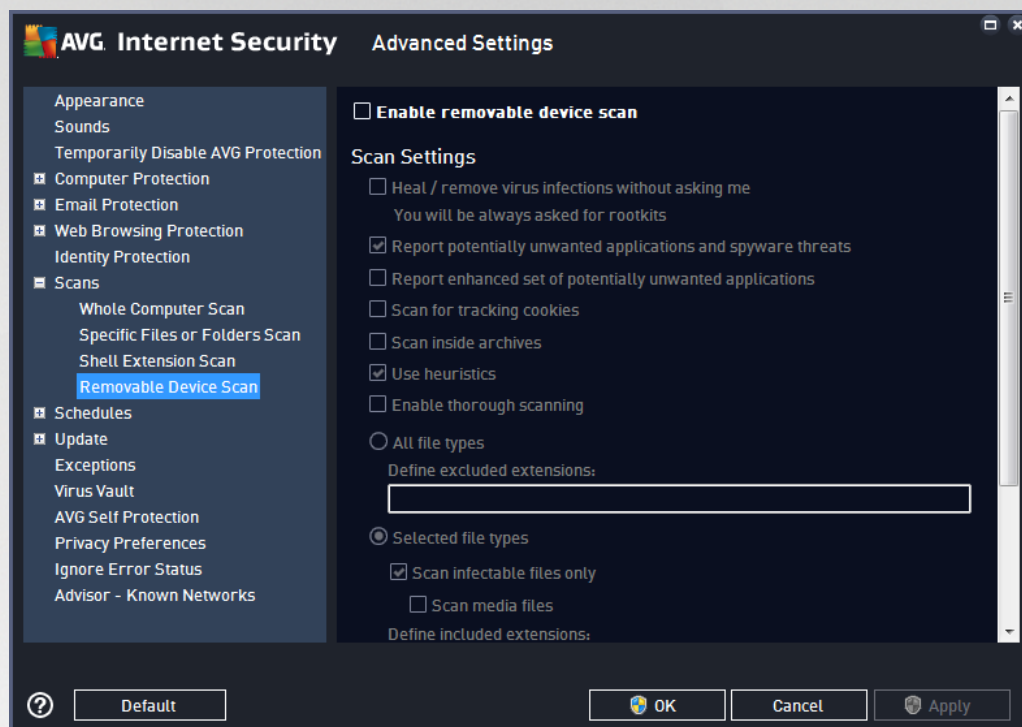 AVG. Internet Security Advanced Settings
Appearance
Sounds
Temporarily Disable AVG Protection
Computer Protection
Email Protection
Web Browsing Protection
Identity Protection
Scans
Whole Computer Scan
Specific Files or Folders Scan
Shell Extension Scan
Removable Device Scan
Schedules
Update
Exceptions
Virus Vault
AVG Self Protection
Privacy Preferences
Ignore Error Status
Advisor - Known Networks
Enable removable device scan
Scan Settings
Heal / remove virus infections without asking me
You will be always asked for rootkits
Report potentially unwanted applications and spyware threats
Report enhanced set of potentially unwanted applications
Scan for tracking cookies
Scan inside archives
Use heuristics
Enable thorough scanning
All file types
Define excluded extensions:
Selected file types
Scan infectable files only
Scan media files
Define included extensions:
? Default OK Cancel Apply